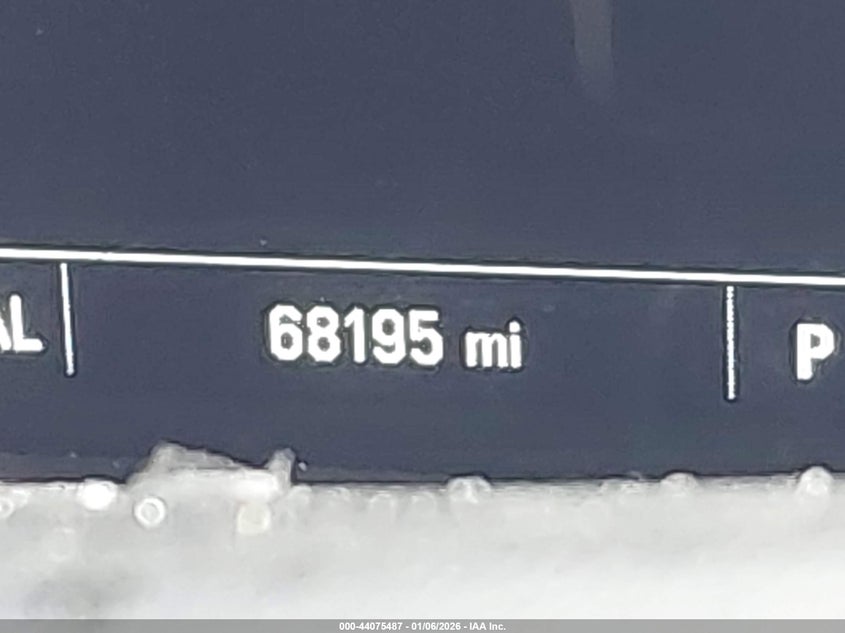 AL
68195 mi
P
000-44075487 - 01/06/2026 - IAA Inc.